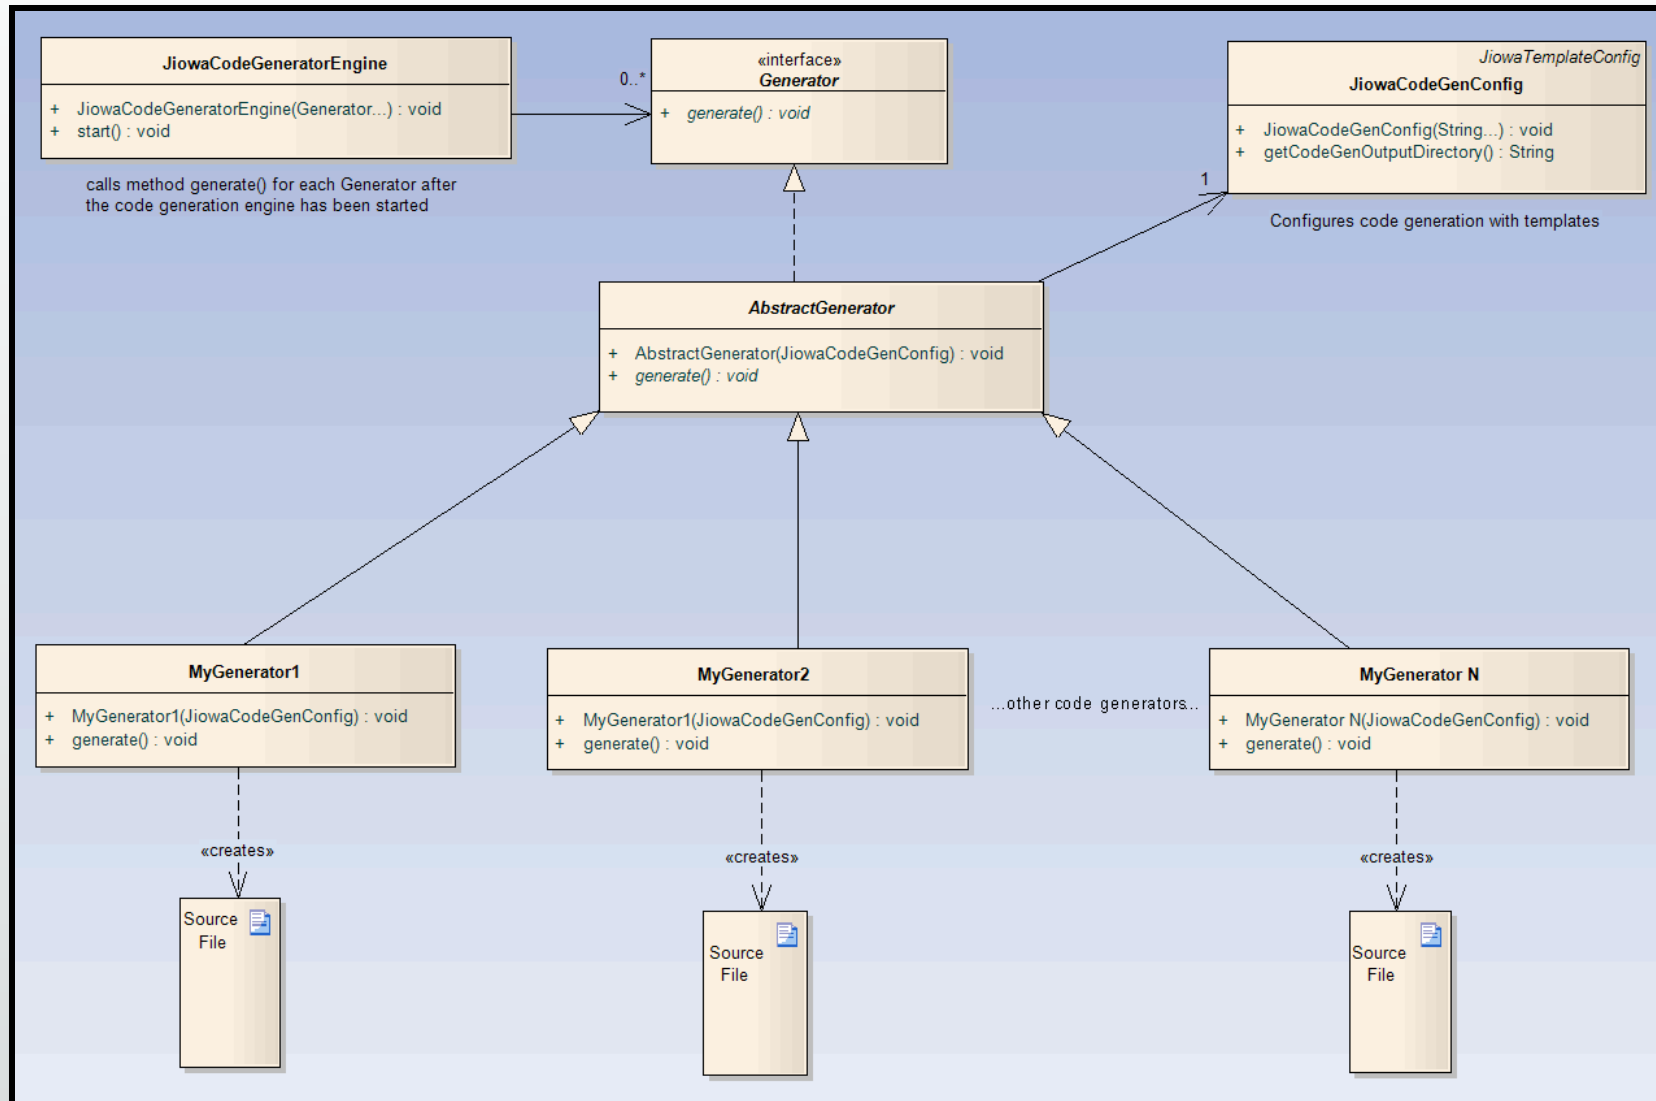 JiowaCodeGeneratorEngine
+ JiowaCodeGeneratorEngine(Generator...) : void
+ start() : void
calls method generate() for each Generator after
the code generation engine has been started
0..*
«interface»
Generator
+ generate() : void
JiowaTemplateConfig
JiowaCodeGenConfig
+ JiowaCodeGenConfig(String...) : void
+ getCodeGenOutputDirectory() : String
1
Configures code generation with templates
AbstractGenerator
+ AbstractGenerator(JiowaCodeGenConfig) : void
+ generate() : void
MyGenerator1
+ MyGenerator1(JiowaCodeGenConfig) : void
+ generate() : void
MyGenerator2
+ MyGenerator1(JiowaCodeGenConfig) : void
+ generate() : void
...other code generators...
MyGenerator N
+ MyGenerator N(JiowaCodeGenConfig) : void
+ generate() : void
«creates»
«creates»
«creates»
Source
File
Source
File
Source
File